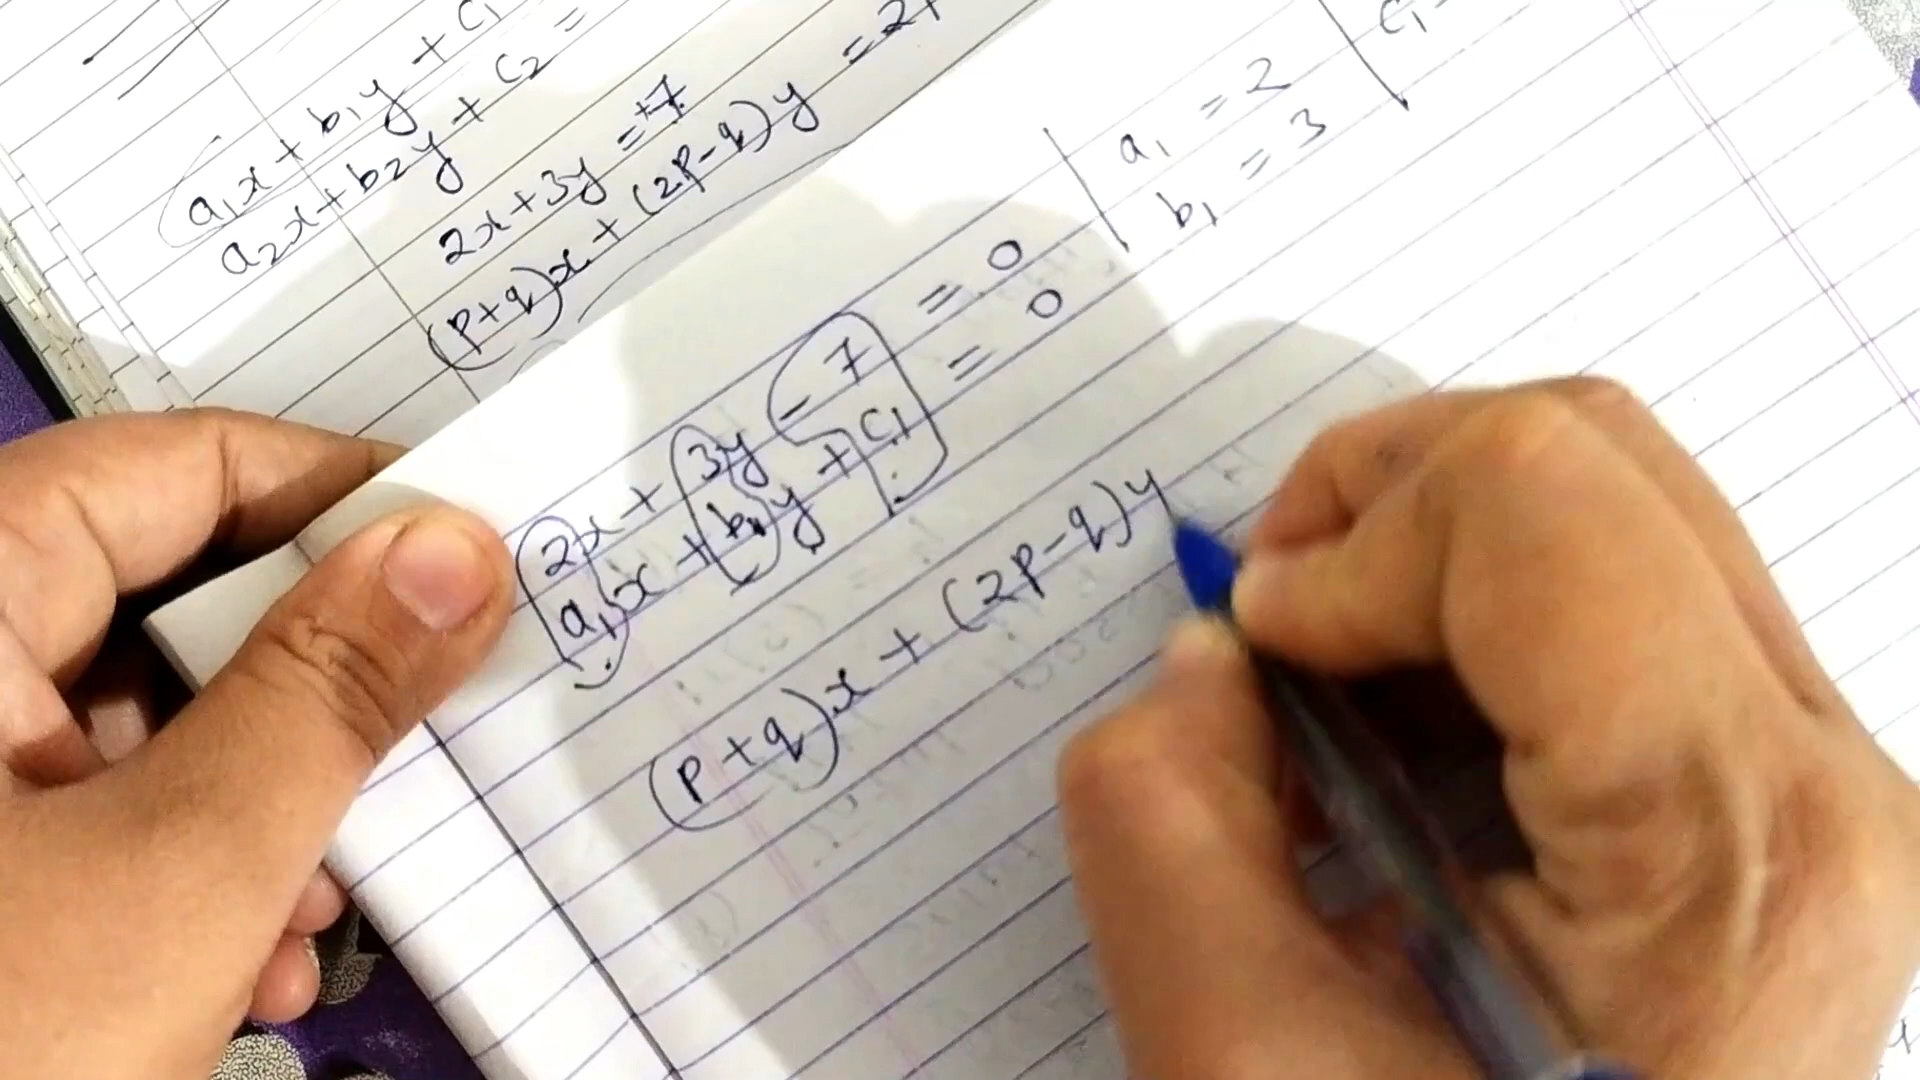 a₁x + b₁y + C₁
a₂x + b₂y + C₂ =
2x + 3y = +7
(p+q)x + (2p-q)y = 21
a₁ = 2
b₁ = 3
C₁
2x + 3y - 7 = 0
a₁x + b₁y + C₁ = 0
(p+q)x + (2p-q)y